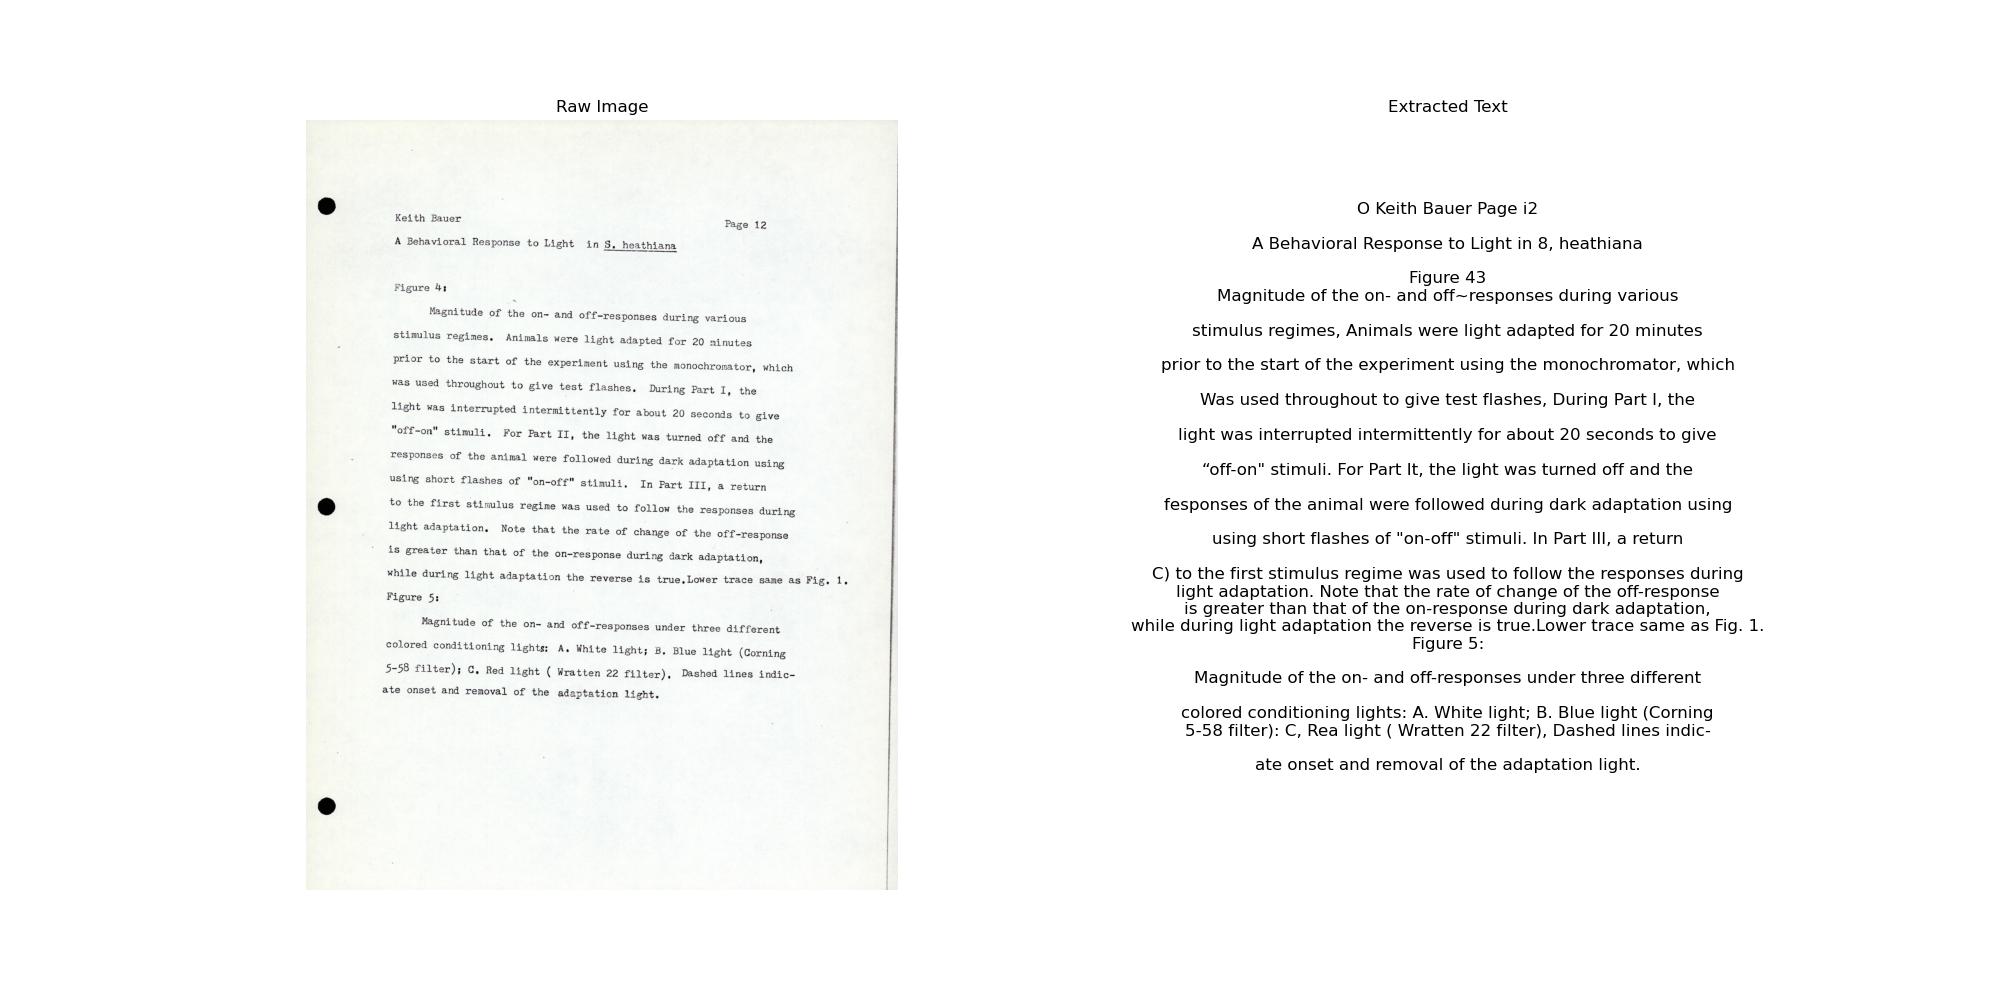 Raw Image
Keith Bauer Page 12
A Behavioral Response to Light in S. heathiana
Figure 4:
Magnitude of the on- and off-responses during various
stimulus regimes. Animals were light adapted for 20 minutes
prior to the start of the experiment using the monochromator, which
was used throughout to give test flashes. During Part I, the
light was interrupted intermittently for about 20 seconds to give
"off-on" stimuli. For Part II, the light was turned off and the
responses of the animal were followed during dark adaptation using
using short flashes of "on-off" stimuli. In Part III, a return
to the first stimulus regime was used to follow the responses during
light adaptation. Note that the rate of change of the off-response
is greater than that of the on-response during dark adaptation,
while during light adaptation the reverse is true.Lower trace same as Fig. 1.
Figure 5:
Magnitude of the on- and off-responses under three different
colored conditioning lights: A. White light; B. Blue light (Corning
5-58 filter); C. Red light ( Wratten 22 filter). Dashed lines indic-
ate onset and removal of the adaptation light.
Extracted Text
O Keith Bauer Page i2
A Behavioral Response to Light in 8, heathiana
Figure 43
Magnitude of the on- and off~responses during various
stimulus regimes, Animals were light adapted for 20 minutes
prior to the start of the experiment using the monochromator, which
Was used throughout to give test flashes, During Part I, the
light was interrupted intermittently for about 20 seconds to give
“off-on" stimuli. For Part It, the light was turned off and the
fesponses of the animal were followed during dark adaptation using
using short flashes of "on-off" stimuli. In Part III, a return
C) to the first stimulus regime was used to follow the responses during
light adaptation. Note that the rate of change of the off-response
is greater than that of the on-response during dark adaptation,
while during light adaptation the reverse is true.Lower trace same as Fig. 1.
Figure 5:
Magnitude of the on- and off-responses under three different
colored conditioning lights: A. White light; B. Blue light (Corning
5-58 filter): C, Rea light ( Wratten 22 filter), Dashed lines indic-
ate onset and removal of the adaptation light.